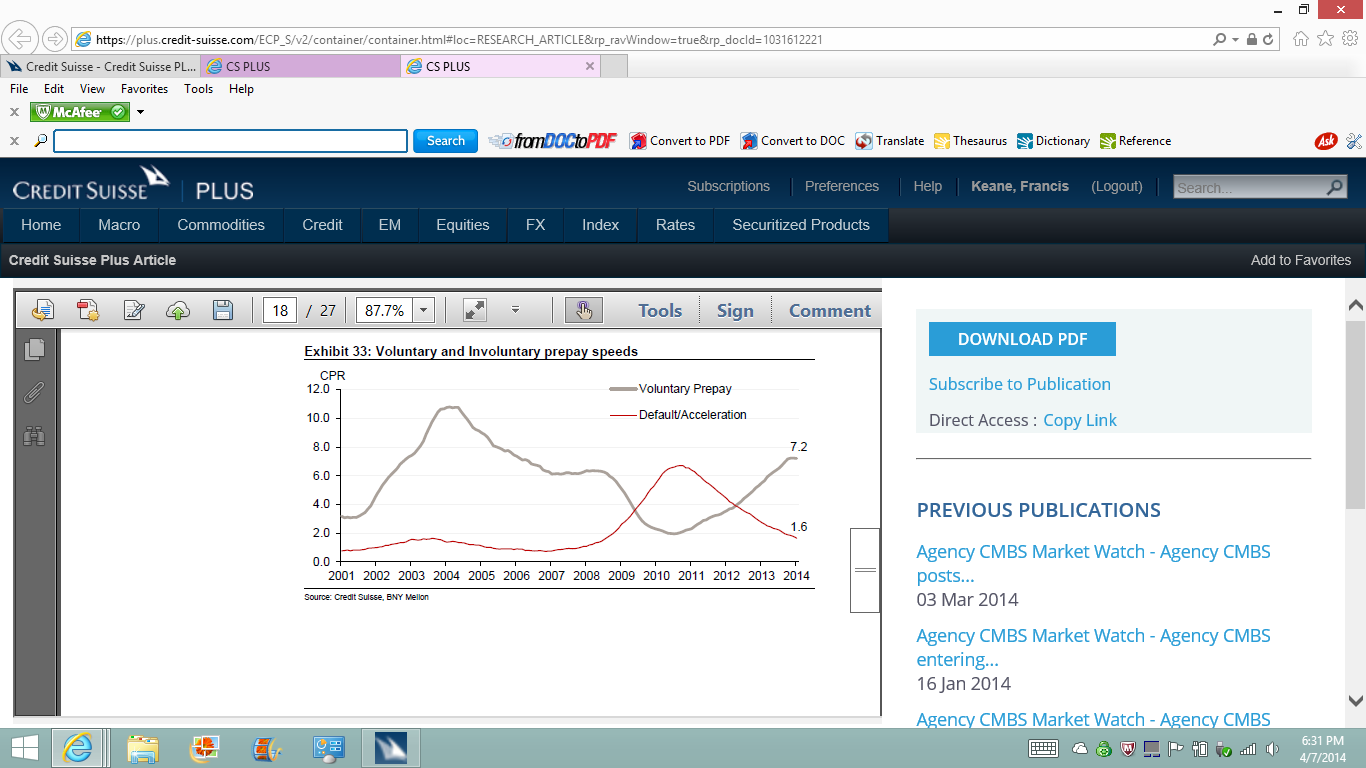 https://plus.credit-suisse.com/ECP_S/v2/container/container.html#loc=RESEARCH_ARTICLE&rp_ravWindow=true&rp_docId=1031612221
Credit Suisse - Credit Suisse PL... CS PLUS CS PLUS
File Edit View Favorites Tools Help
McAfee
Search fromDOCtoPDF Convert to PDF Convert to DOC Translate Thesaurus Dictionary Reference Ask
CREDIT SUISSE PLUS Subscriptions Preferences Help Keane, Francis (Logout) Search...
Home Macro Commodities Credit EM Equities FX Index Rates Securitized Products
Credit Suisse Plus Article Add to Favorites
18 / 27 87.7% Tools Sign Comment
Exhibit 33: Voluntary and Involuntary prepay speeds
CPR
12.0
10.0
8.0
6.0
4.0
2.0
0.0
Voluntary Prepay
Default/Acceleration
7.2
1.6
2001 2002 2003 2004 2005 2006 2007 2008 2009 2010 2011 2012 2013 2014
Source: Credit Suisse, BNY Mellon
DOWNLOAD PDF
Subscribe to Publication
Direct Access : Copy Link
PREVIOUS PUBLICATIONS
Agency CMBS Market Watch - Agency CMBS
posts...
03 Mar 2014
Agency CMBS Market Watch - Agency CMBS
entering...
16 Jan 2014
Agency CMBS Market Watch - Agency CMBS
6:31 PM
4/7/2014